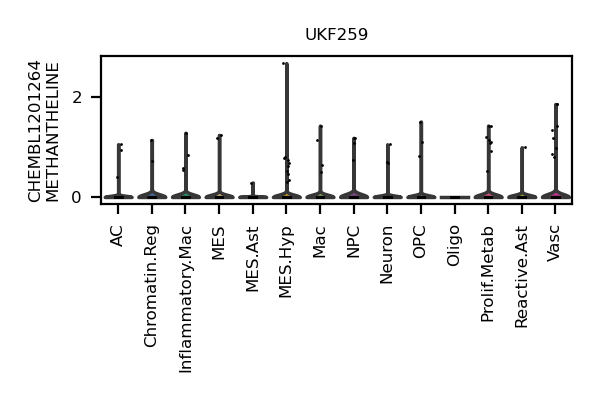 UKF259
CHEMBL1201264
METHANTHELINE
2
0
AC
Chromatin.Reg
Inflammatory.Mac
MES
MES.Ast
MES.Hyp
Mac
NPC
Neuron
OPC
Oligo
Prolif.Metab
Reactive.Ast
Vasc